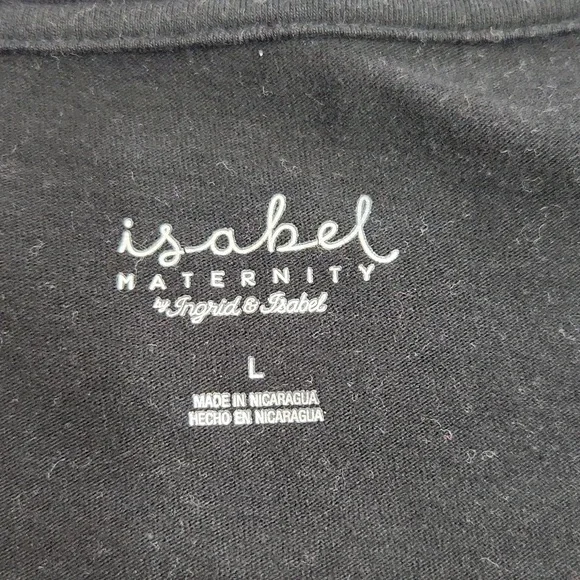 isabel
MATERNITY
by Ingrid & Isabel
L
MADE IN NICARAGUA
HECHO EN NICARAGUA